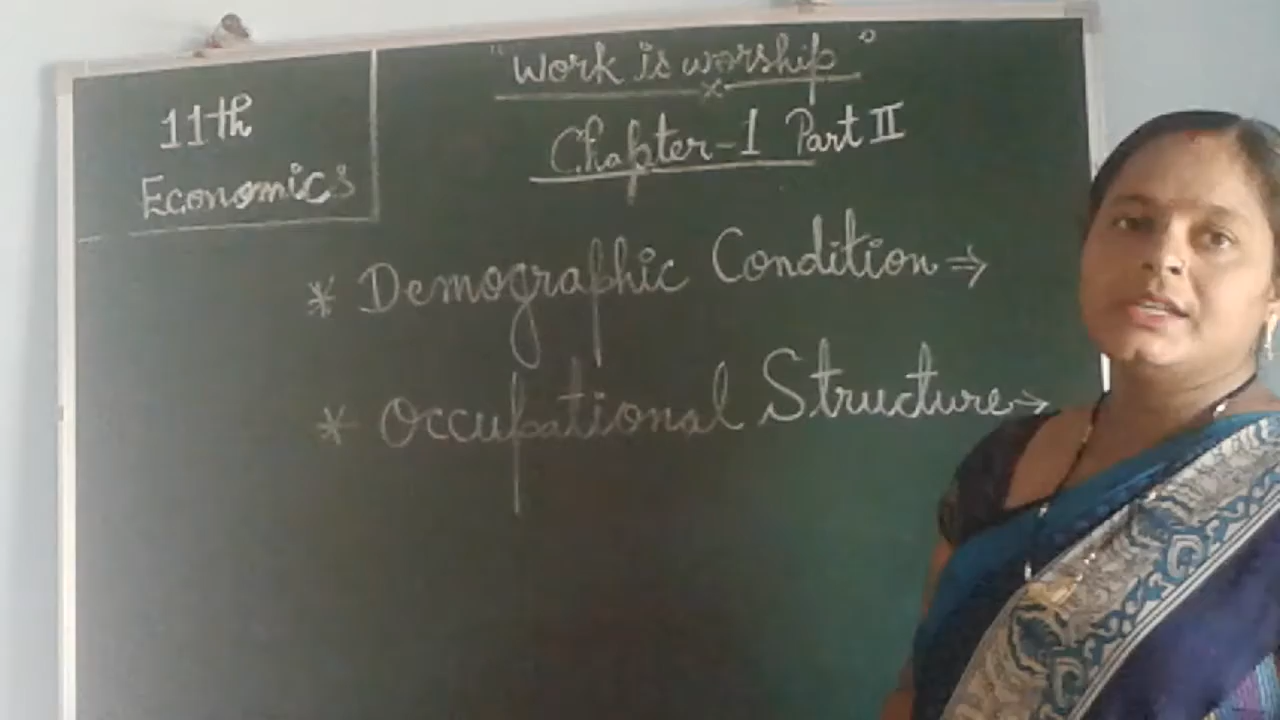 11th
Economics
"Work is worship"
Chapter-1 Part II
* Demographic Condition ⇒
* Occupational Structure →